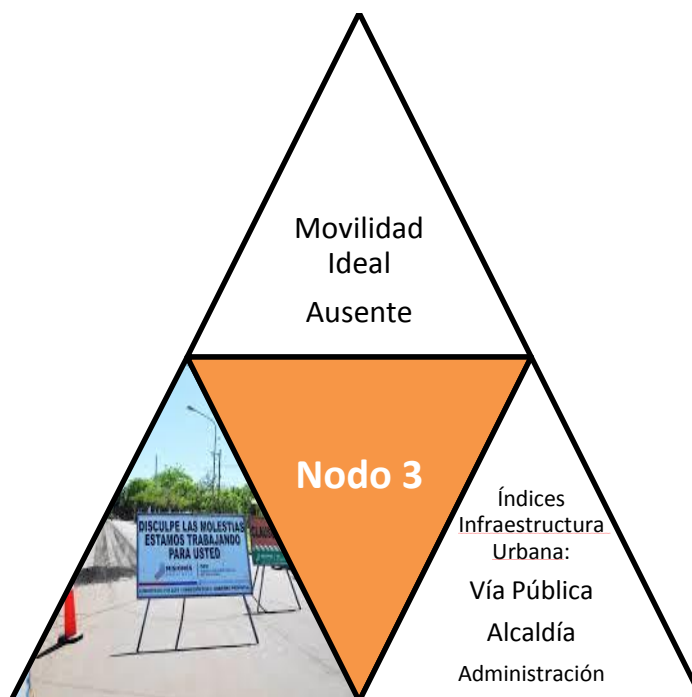 Movilidad
Ideal
Ausente
Nodo 3
DISCULPE LAS MOLESTIAS
ESTAMOS TRABAJANDO
PARA USTED
MISIONES
Índices
Infraestructura
Urbana:
Vía Pública
Alcaldía
Administración